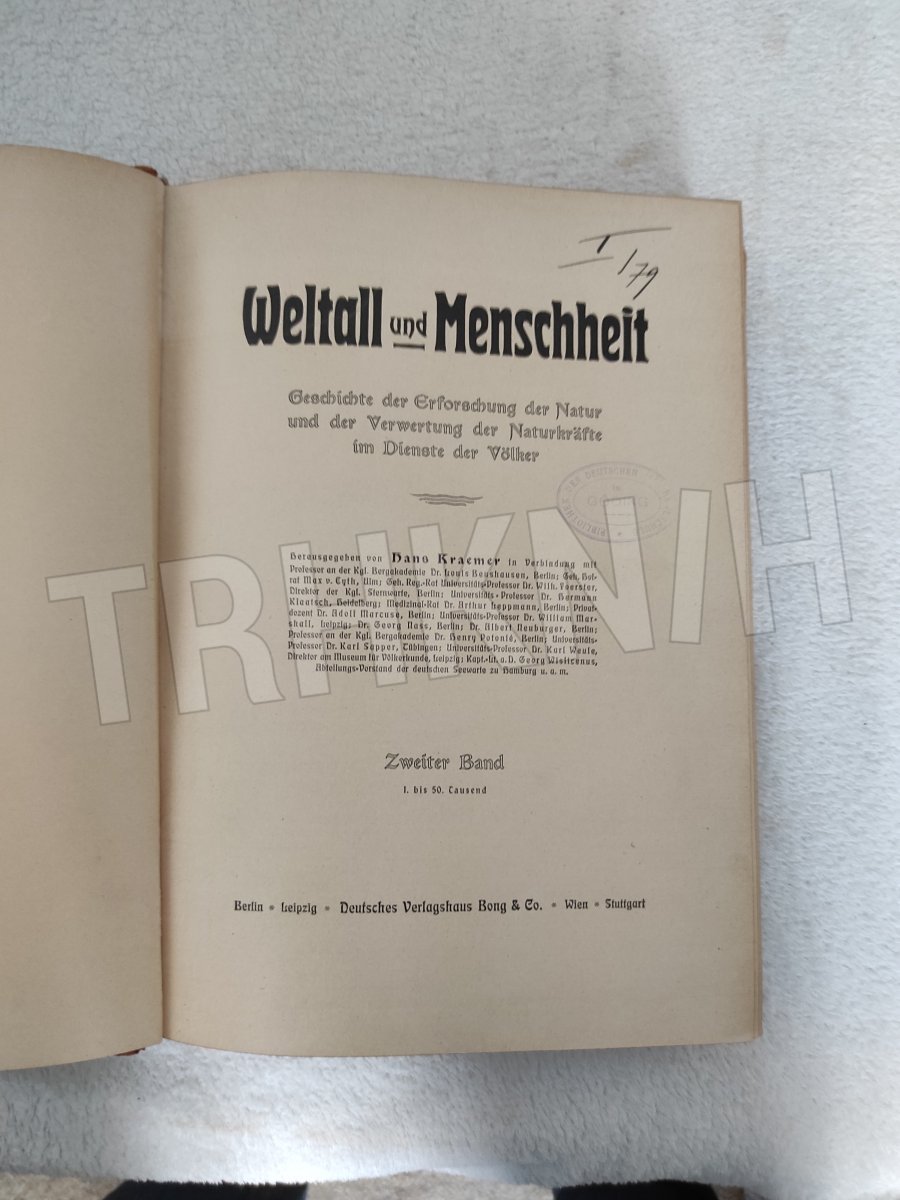 I/79
Weltall und Menschheit
Geschichte der Erforschung der Natur
und der Verwertung der Naturkräfte
im Dienste der Völker
BIBLIOTHEK DER DEUTSCHEN
in
Herausgegeben von Hans Kraemer in Verbindung mit
Professor an der Kgl. Bergakademie Dr. Louis Beushausen, Berlin; Geh. Hof-
rat Max v. Eyth, Ulm; Geh. Reg.-Rat Universitäts-Professor Dr. Wilh. Foerster,
Direktor der Kgl. Sternwarte, Berlin; Universitäts-Professor Dr. Hermann
Klaatsch, Heidelberg; Medizinal-Rat Dr. Arthur Leppmann, Berlin; Privat-
dozent Dr. Adolf Marcuse, Berlin; Universitäts-Professor Dr. William Mar-
shall, Leipzig; Dr. Georg Maas, Berlin; Dr. Albert Neuburger, Berlin;
Professor an der Kgl. Bergakademie Dr. Henry Potonié, Berlin; Universitäts-
Professor Dr. Karl Sapper, Tübingen; Universitäts-Professor Dr. Karl Weule,
Direktor am Museum für Völkerkunde, Leipzig; Kapt.-Lt. a. D. Georg Wislicenus,
Abteilungs-Vorstand der deutschen Seewarte zu Hamburg u. a. m.
TRHKNIH
Zweiter Band
1. bis 50. Tausend
Berlin * Leipzig * Deutsches Verlagshaus Bong & Co. * Wien * Stuttgart